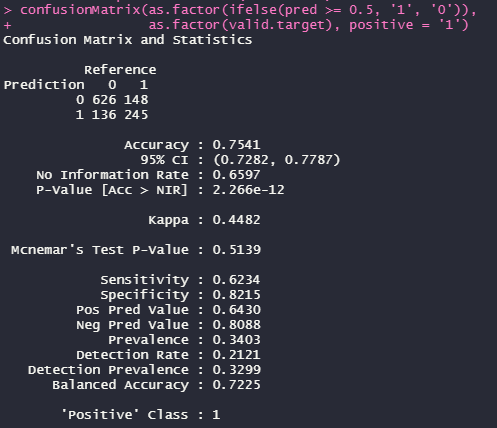 > confusionMatrix(as.factor(ifelse(pred >= 0.5, '1', '0')),
+ as.factor(valid.target), positive = '1')
Confusion Matrix and Statistics
Reference
Prediction 0 1
0 626 148
1 136 245
Accuracy : 0.7541
95% CI : (0.7282, 0.7787)
No Information Rate : 0.6597
P-Value [Acc > NIR] : 2.266e-12
Kappa : 0.4482
Mcnemar's Test P-Value : 0.5139
Sensitivity : 0.6234
Specificity : 0.8215
Pos Pred Value : 0.6430
Neg Pred Value : 0.8088
Prevalence : 0.3403
Detection Rate : 0.2121
Detection Prevalence : 0.3299
Balanced Accuracy : 0.7225
'Positive' Class : 1